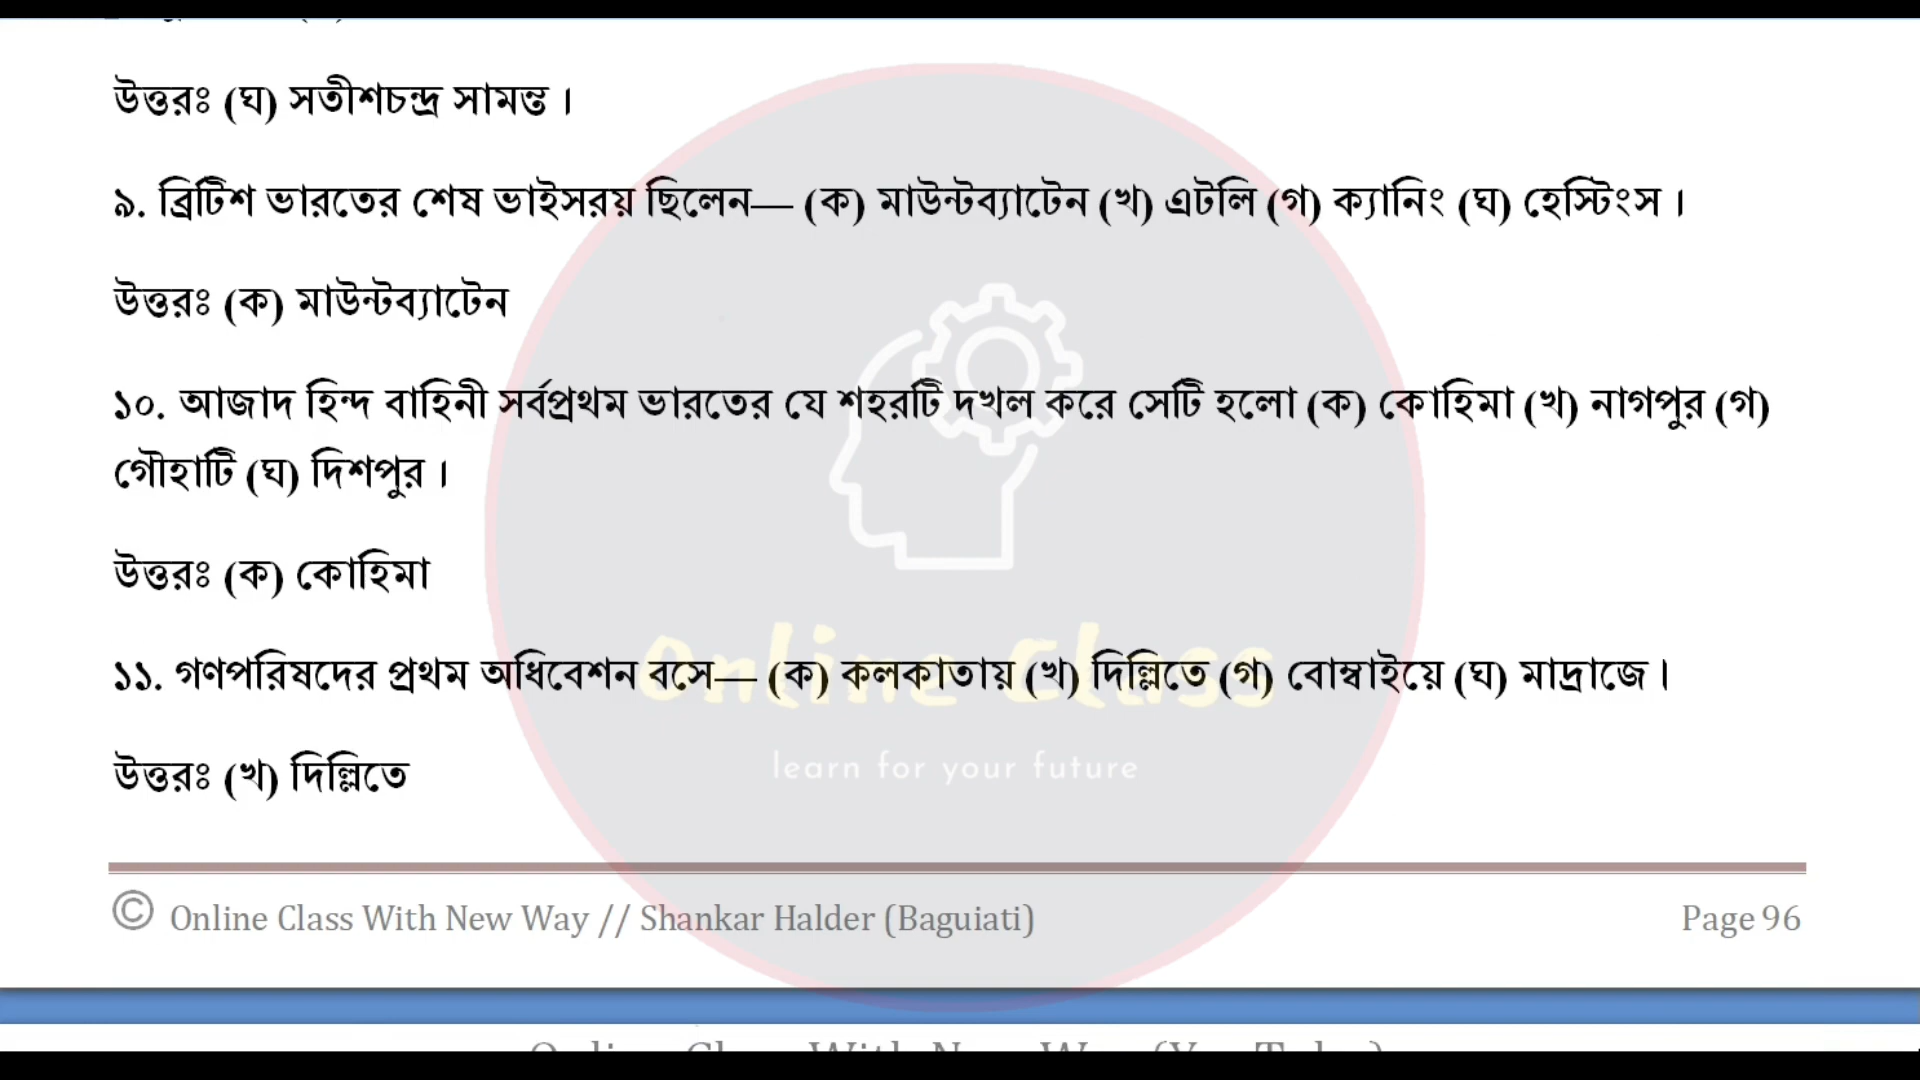 উত্তরঃ (ঘ) সতীশচন্দ্র সামন্ত।
৯. ব্রিটিশ ভারতের শেষ ভাইসরয় ছিলেন— (ক) মাউন্টব্যাটেন (খ) এটলি (গ) ক্যানিং (ঘ) হেস্টিংস।
উত্তরঃ (ক) মাউন্টব্যাটেন
১০. আজাদ হিন্দ বাহিনী সর্বপ্রথম ভারতের যে শহরটি দখল করে সেটি হলো (ক) কোহিমা (খ) নাগপুর (গ)
গৌহাটি (ঘ) দিশপুর।
উত্তরঃ (ক) কোহিমা
১১. গণপরিষদের প্রথম অধিবেশন বসে— (ক) কলকাতায় (খ) দিল্লিতে (গ) বোম্বাইয়ে (ঘ) মাদ্রাজে।
Online Class
learn for your future
উত্তরঃ (খ) দিল্লিতে
© Online Class With New Way // Shankar Halder (Baguiati) Page 96